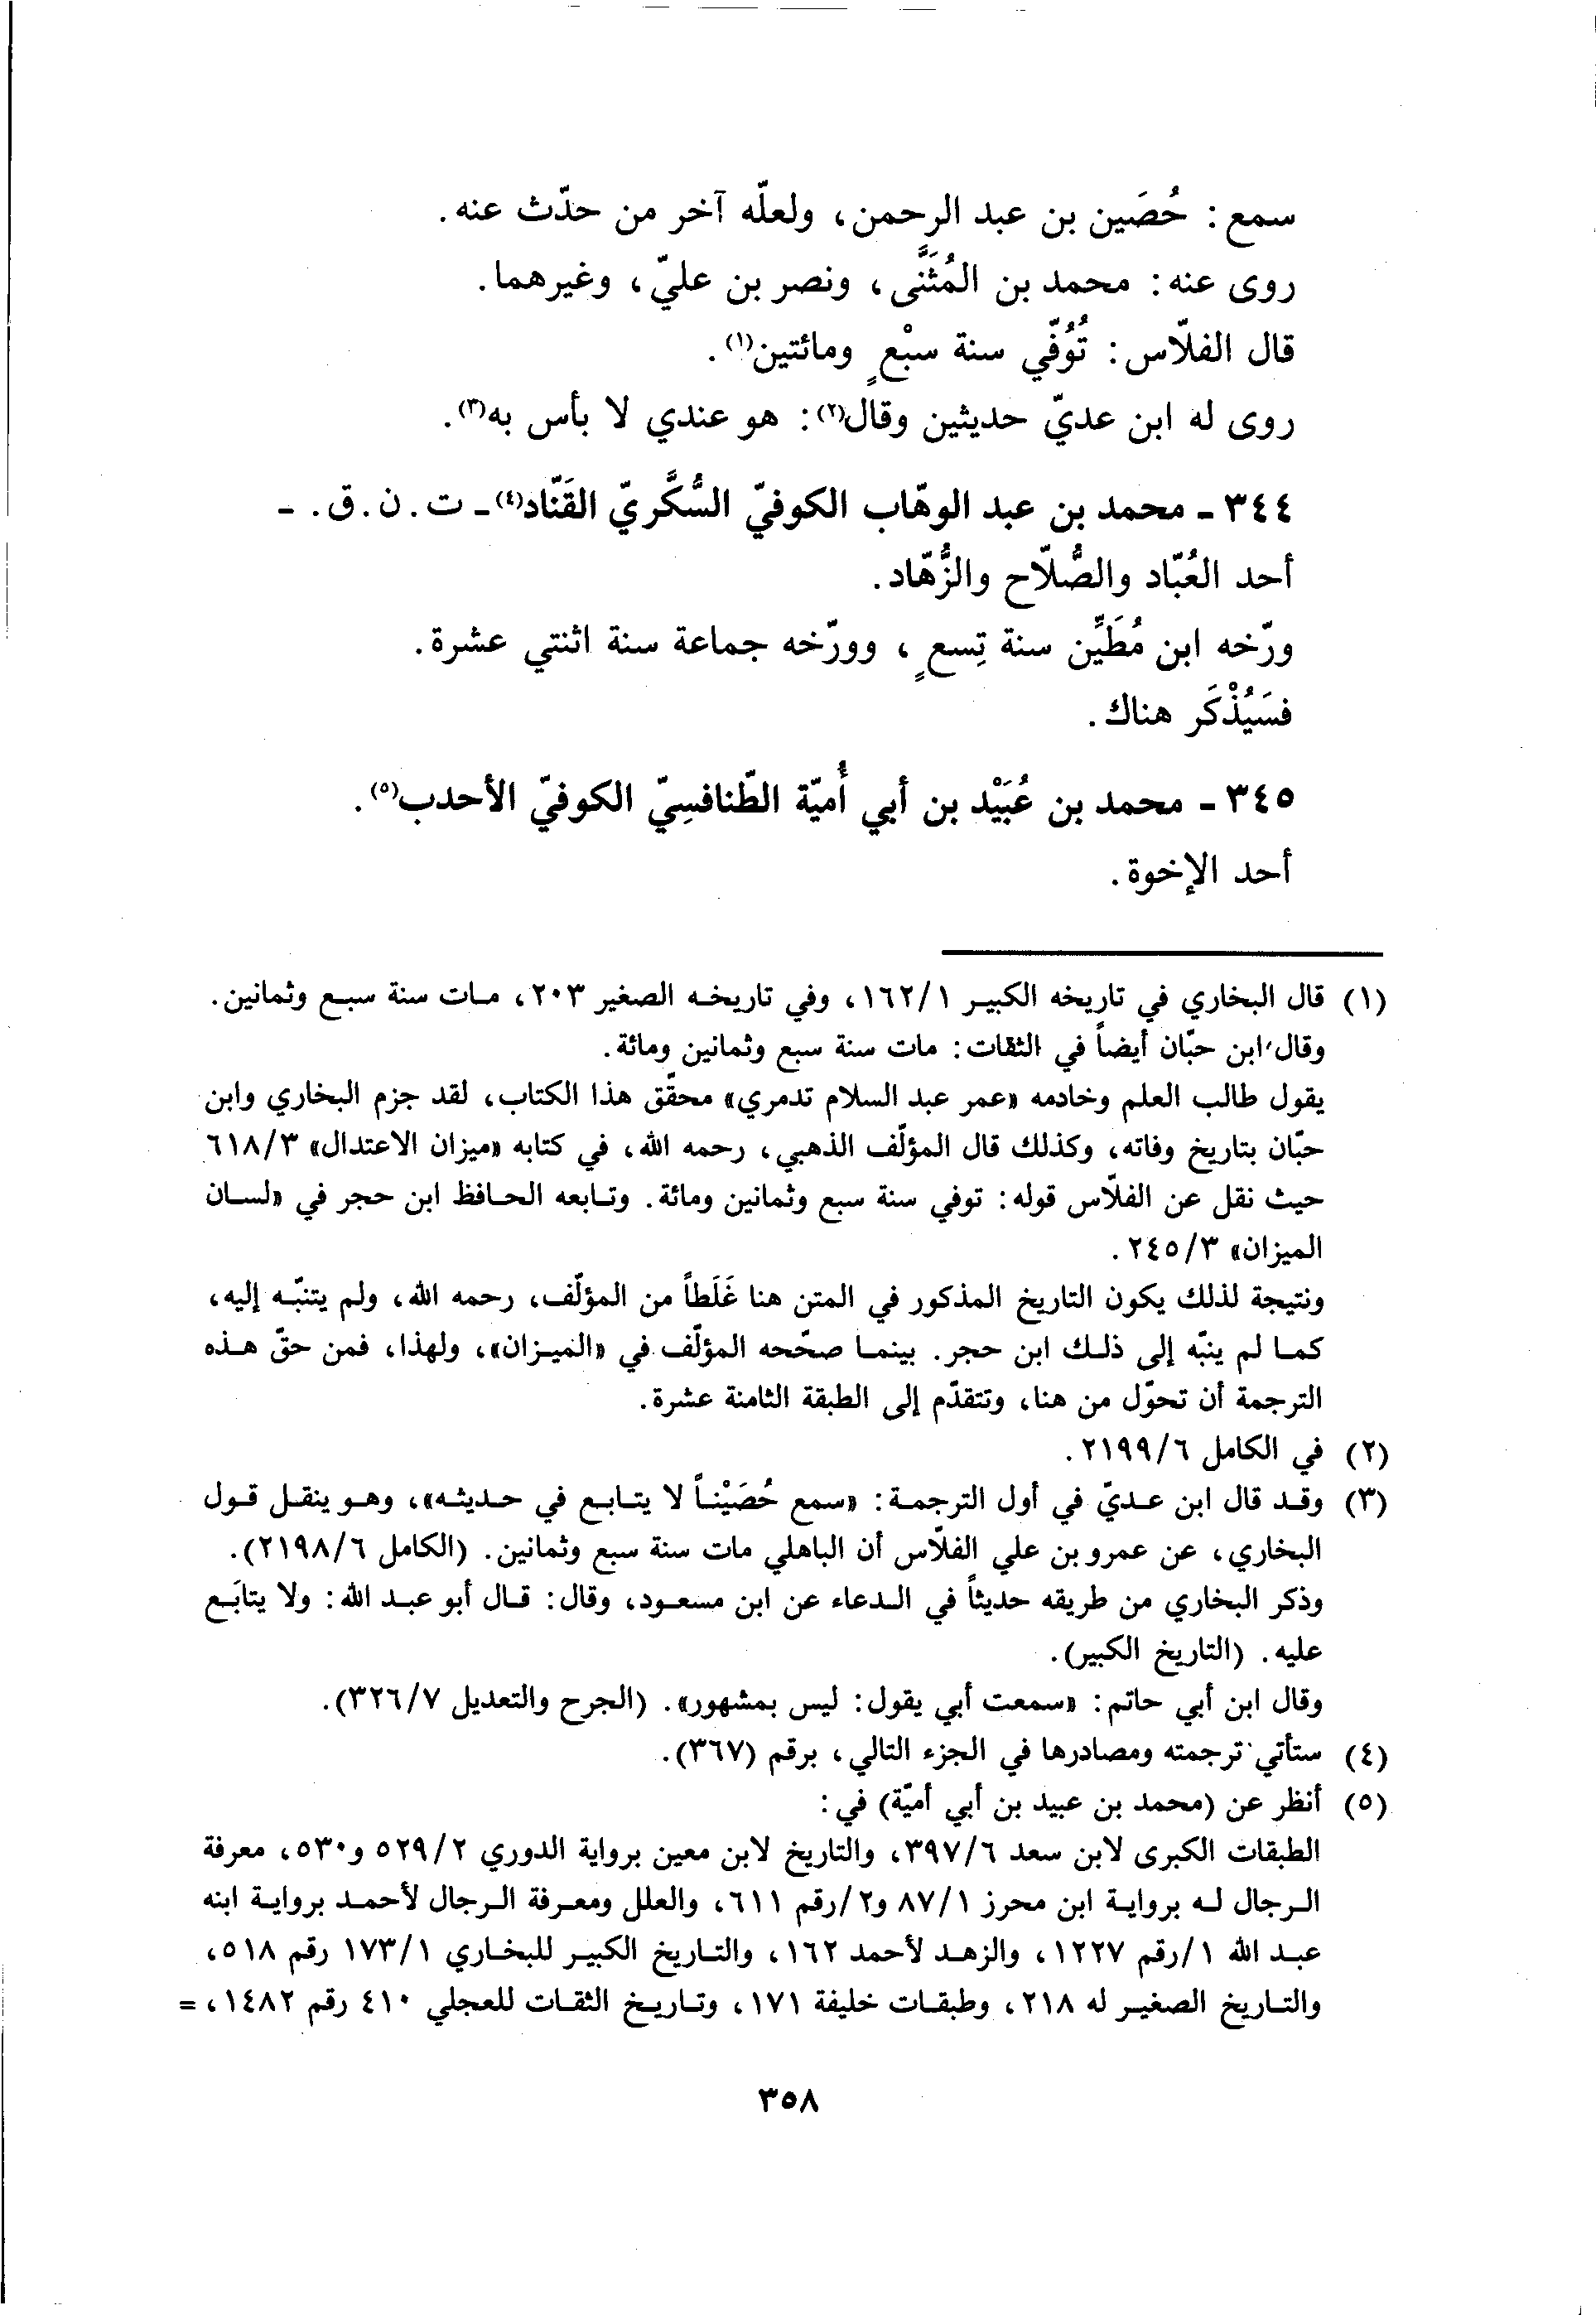 سمع: حُصَين بن عبد الرحمن، ولعلّه آخر من حدّث عنه.
روى عنه: محمد بن المُثَنَّى، ونصر بن عليّ، وغيرهما.
قال الفلّاس: تُوُفّي سنة سبْعٍ ومائتين(١).
روى له ابن عديّ حديثين وقال(٢): هو عندي لا بأس به(٣).
٣٤٤ - محمد بن عبد الوهّاب الكوفيّ السُّكَّريّ القَنّاد(٤) - ت. ن. ق. -
أحد العُبّاد والصُّلّاح والزُّهّاد.
ورّخه ابن مُطَيِّن سنة تِسعٍ، وورّخه جماعة سنة اثنتي عشرة.
فسَيُذْكَر هناك.
٣٤٥ - محمد بن عُبَيْد بن أبي أُميّة الطّنافسِيّ الكوفيّ الأحدب(٥).
أحد الإخوة.
(١) قال البخاري في تاريخه الكبير ١/١٦٢، وفي تاريخه الصغير ٢٠٣، مات سنة سبع وثمانين.
وقال ابن حبّان أيضاً في الثقات: مات سنة سبع وثمانين ومائة.
يقول طالب العلم وخادمه «عمر عبد السلام تدمري» محقّق هذا الكتاب، لقد جزم البخاري وابن
حبّان بتاريخ وفاته، وكذلك قال المؤلّف الذهبي، رحمه الله، في كتابه «ميزان الاعتدال» ٣/٦١٨
حيث نقل عن الفلّاس قوله: توفي سنة سبع وثمانين ومائة. وتابعه الحافظ ابن حجر في «لسان
الميزان» ٣/٢٤٥.
ونتيجة لذلك يكون التاريخ المذكور في المتن هنا غَلَطاً من المؤلّف، رحمه الله، ولم يتنبّه إليه،
كما لم ينبّه إلى ذلك ابن حجر. بينما صحّحه المؤلّف في «الميزان»، ولهذا، فمن حقّ هذه
الترجمة أن تحوّل من هنا، وتتقدّم إلى الطبقة الثامنة عشرة.
(٢) في الكامل ٦/٢١٩٩.
(٣) وقد قال ابن عديّ في أول الترجمة: «سمع حُصَيْناً لا يتابع في حديثه»، وهو ينقل قول
البخاري، عن عمرو بن علي الفلّاس أن الباهلي مات سنة سبع وثمانين. (الكامل ٦/٢١٩٨).
وذكر البخاري من طريقه حديثاً في الدعاء عن ابن مسعود، وقال: قال أبو عبد الله: ولا يتابَع
عليه. (التاريخ الكبير).
وقال ابن أبي حاتم: «سمعت أبي يقول: ليس بمشهور». (الجرح والتعديل ٧/٣٢٦).
(٤) ستأتي ترجمته ومصادرها في الجزء التالي، برقم (٣٦٧).
(٥) أنظر عن (محمد بن عبيد بن أبي أميّة) في:
الطبقات الكبرى لابن سعد ٦/٣٩٧، والتاريخ لابن معين برواية الدوري ٢/٥٢٩ و٥٣٠، معرفة
الرجال له برواية ابن محرز ١/٨٧ و٢/رقم ٦١١، والعلل ومعرفة الرجال لأحمد برواية ابنه
عبد الله ١/رقم ١٢٢٧، والزهد لأحمد ١٦٢، والتاريخ الكبير للبخاري ١/١٧٣ رقم ٥١٨،
والتاريخ الصغير له ٢١٨، وطبقات خليفة ١٧١، وتاريخ الثقات للعجلي ٤١٠ رقم ١٤٨٢، =
٣٥٨